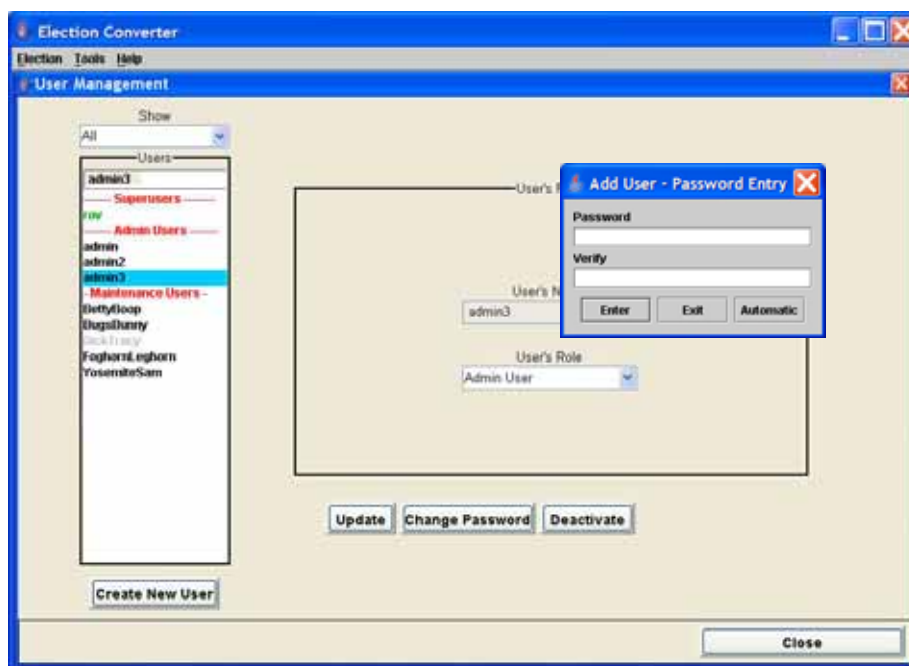 Election Converter
Election Tools Help
User Management
Show
All
Users
admin3
Superusers
rov
Admin Users
admin
admin2
admin3
- Maintenance Users -
BettyBoop
BugsBunny
DickTracy
FoghornLeghorn
YosemiteSam
Create New User
User's
User's N
admin3
User's Role
Admin User
Update Change Password Deactivate
Add User - Password Entry
Password
Verify
Enter Exit Automatic
Close